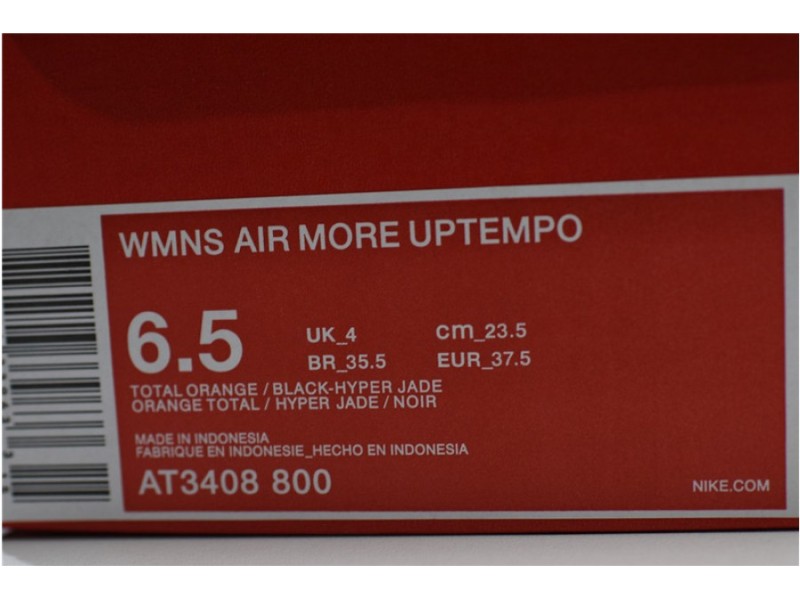 WMNS AIR MORE UPTEMPO
6.5
UK_4 cm_23.5
BR_35.5 EUR_37.5
TOTAL ORANGE / BLACK-HYPER JADE
ORANGE TOTAL / HYPER JADE / NOIR
MADE IN INDONESIA
FABRIQUE EN INDONESIE_HECHO EN INDONESIA
AT3408 800 NIKE.COM